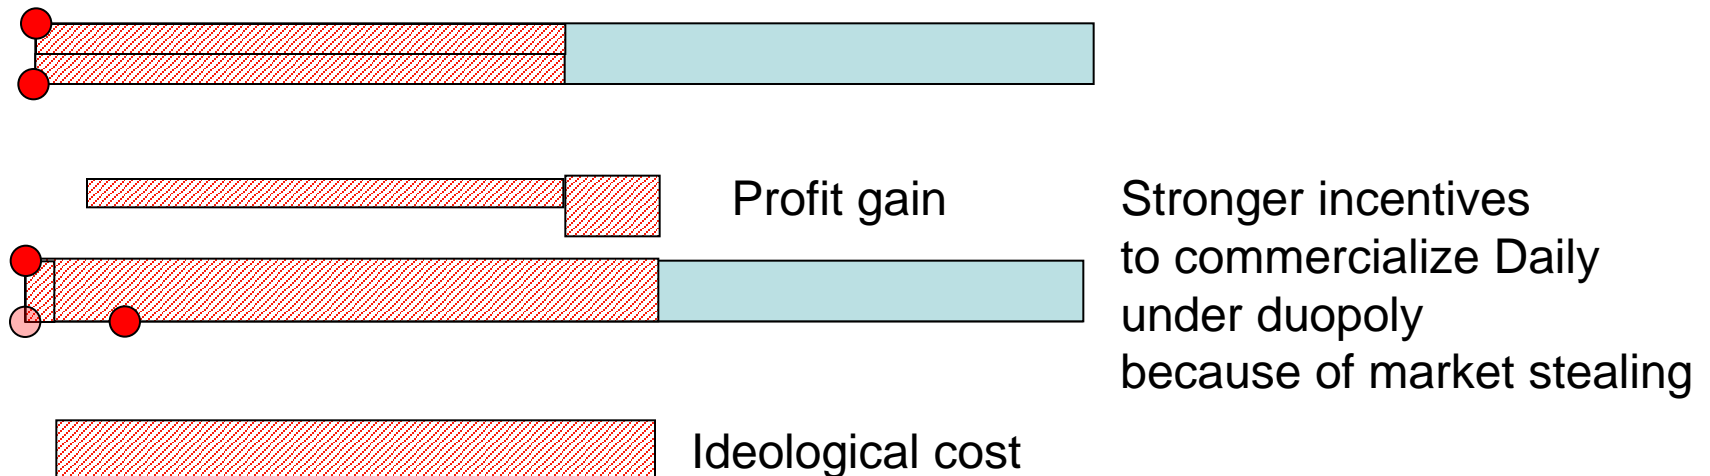 Profit gain
Stronger incentives
to commercialize Daily
under duopoly
because of market stealing
Ideological cost